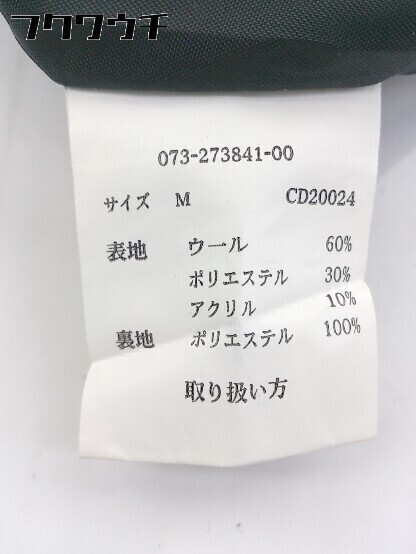 フクワウチ
073-273841-00
サイズ M CD20024
表地 ウール 60%
ポリエステル 30%
アクリル 10%
裏地 ポリエステル 100%
取り扱い方